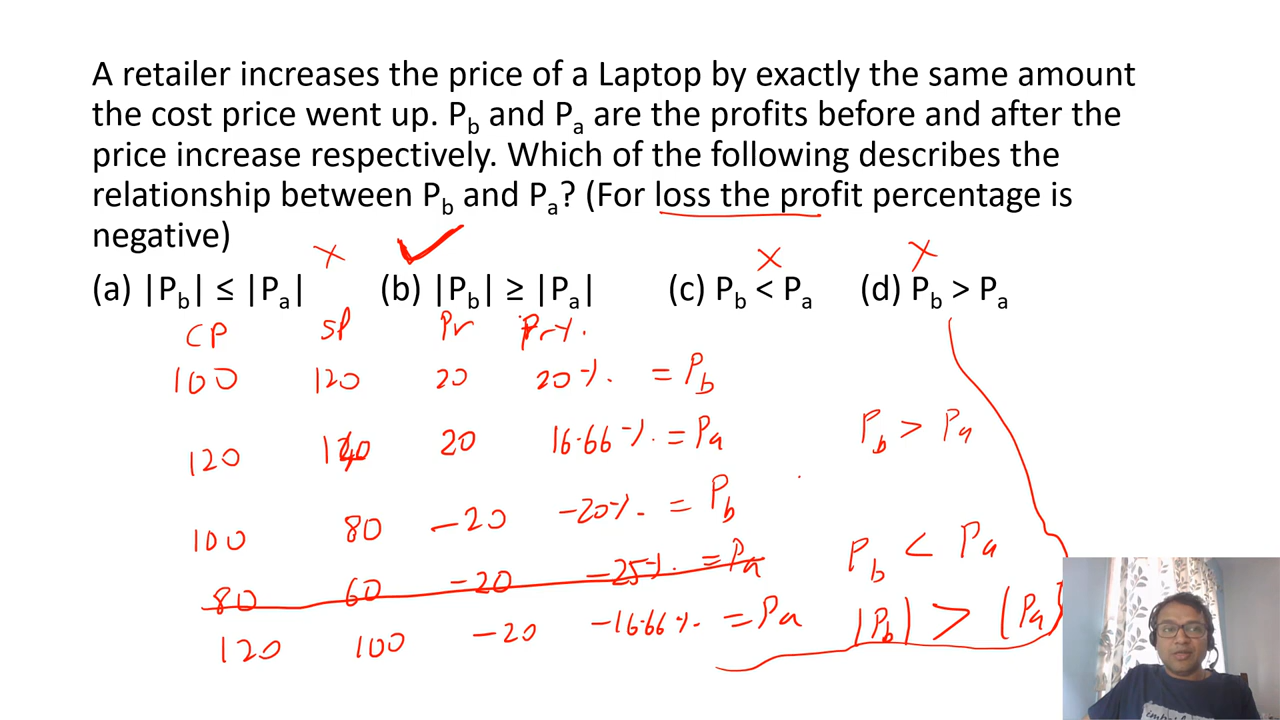 A retailer increases the price of a Laptop by exactly the same amount
the cost price went up. Pb and Pa are the profits before and after the
price increase respectively. Which of the following describes the
relationship between Pb and Pa? (For loss the profit percentage is
negative)
(a) |Pb| ≤ |Pa| (b) |Pb| ≥ |Pa| (c) Pb < Pa (d) Pb > Pa
CP SP Pr Pr%.
100 120 20 20%. = Pb
120 140 20 16.66%. = Pa Pb > Pa
100 80 -20 -20%. = Pb
Pb < Pa
80 60 -20 -25%. = Pa
120 100 -20 -16.66%. = Pa |Pb| > |Pa|